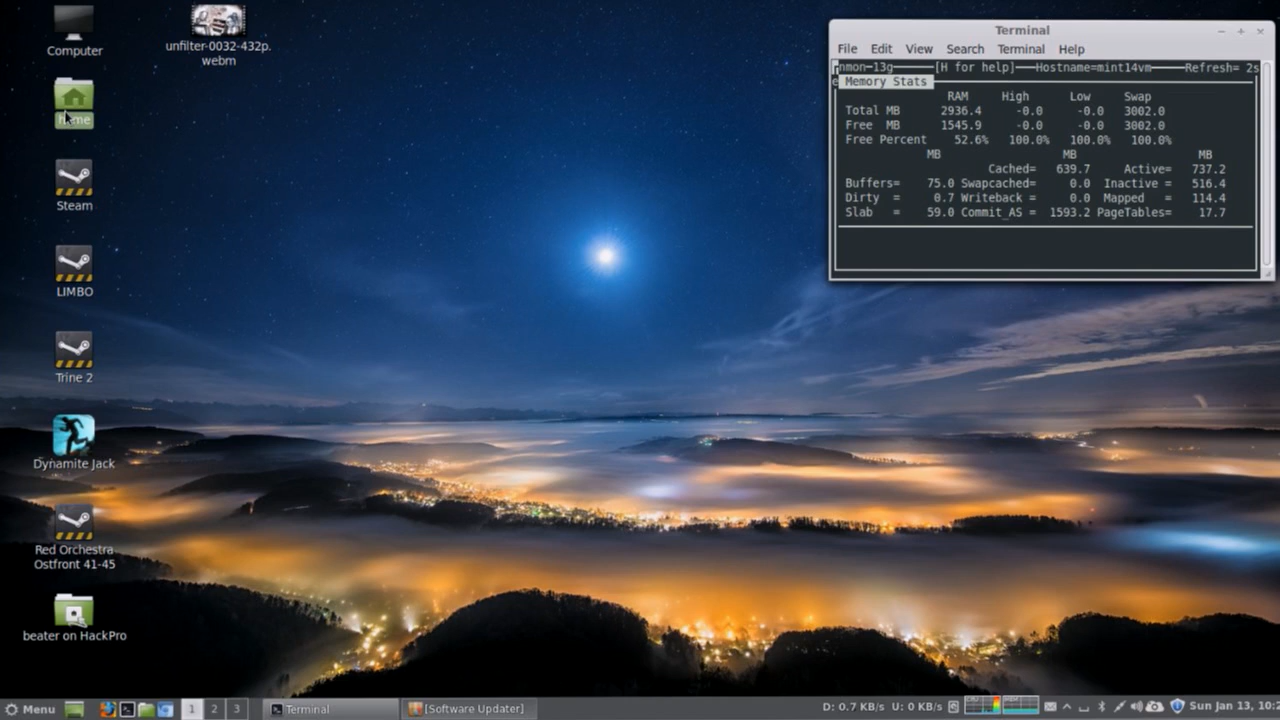 Computer
unfilter-0032-432p.
webm
home
Steam
LIMBO
Trine 2
Dynamite Jack
Red Orchestra
Ostfront 41-45
beater on HackPro
Terminal
File Edit View Search Terminal Help
nmon-13g [H for help] Hostname=mint14vm Refresh= 2s
Memory Stats
RAM High Low Swap
Total MB 2936.4 -0.0 -0.0 3002.0
Free MB 1545.9 -0.0 -0.0 3002.0
Free Percent 52.6% 100.0% 100.0% 100.0%
MB MB MB
Cached= 639.7 Active= 737.2
Buffers= 75.0 Swapcached= 0.0 Inactive = 516.4
Dirty = 0.7 Writeback = 0.0 Mapped = 114.4
Slab = 59.0 Commit_AS = 1593.2 PageTables= 17.7
Menu 1 2 3 Terminal [Software Updater] D: 0.7 KB/s U: 0 KB/s Sun Jan 13, 10:2